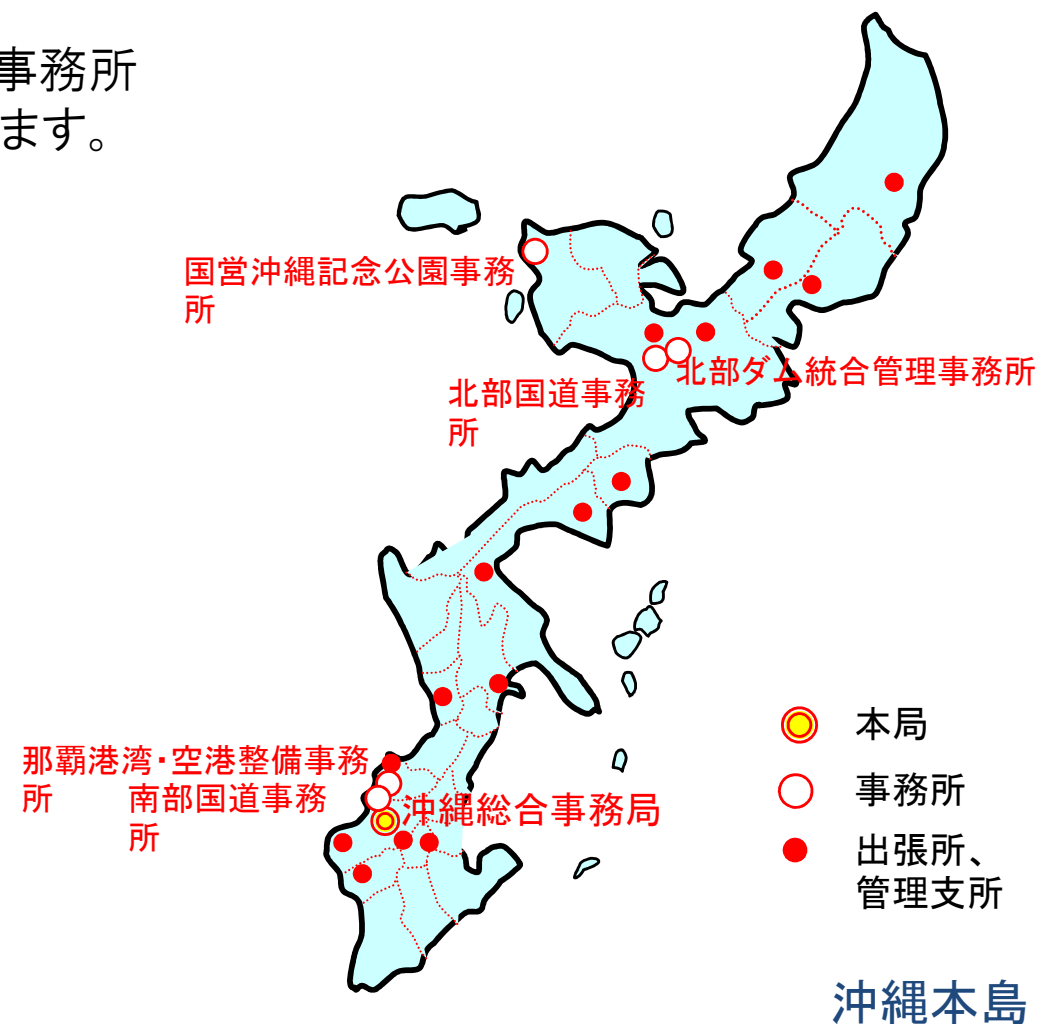 事務所
ます。
国営沖縄記念公園事務
所
北部ダム統合管理事務所
北部国道事務
所
那覇港湾・空港整備事務
所
南部国道事務
所
沖縄総合事務局
本局
事務所
出張所、
管理支所
沖縄本島